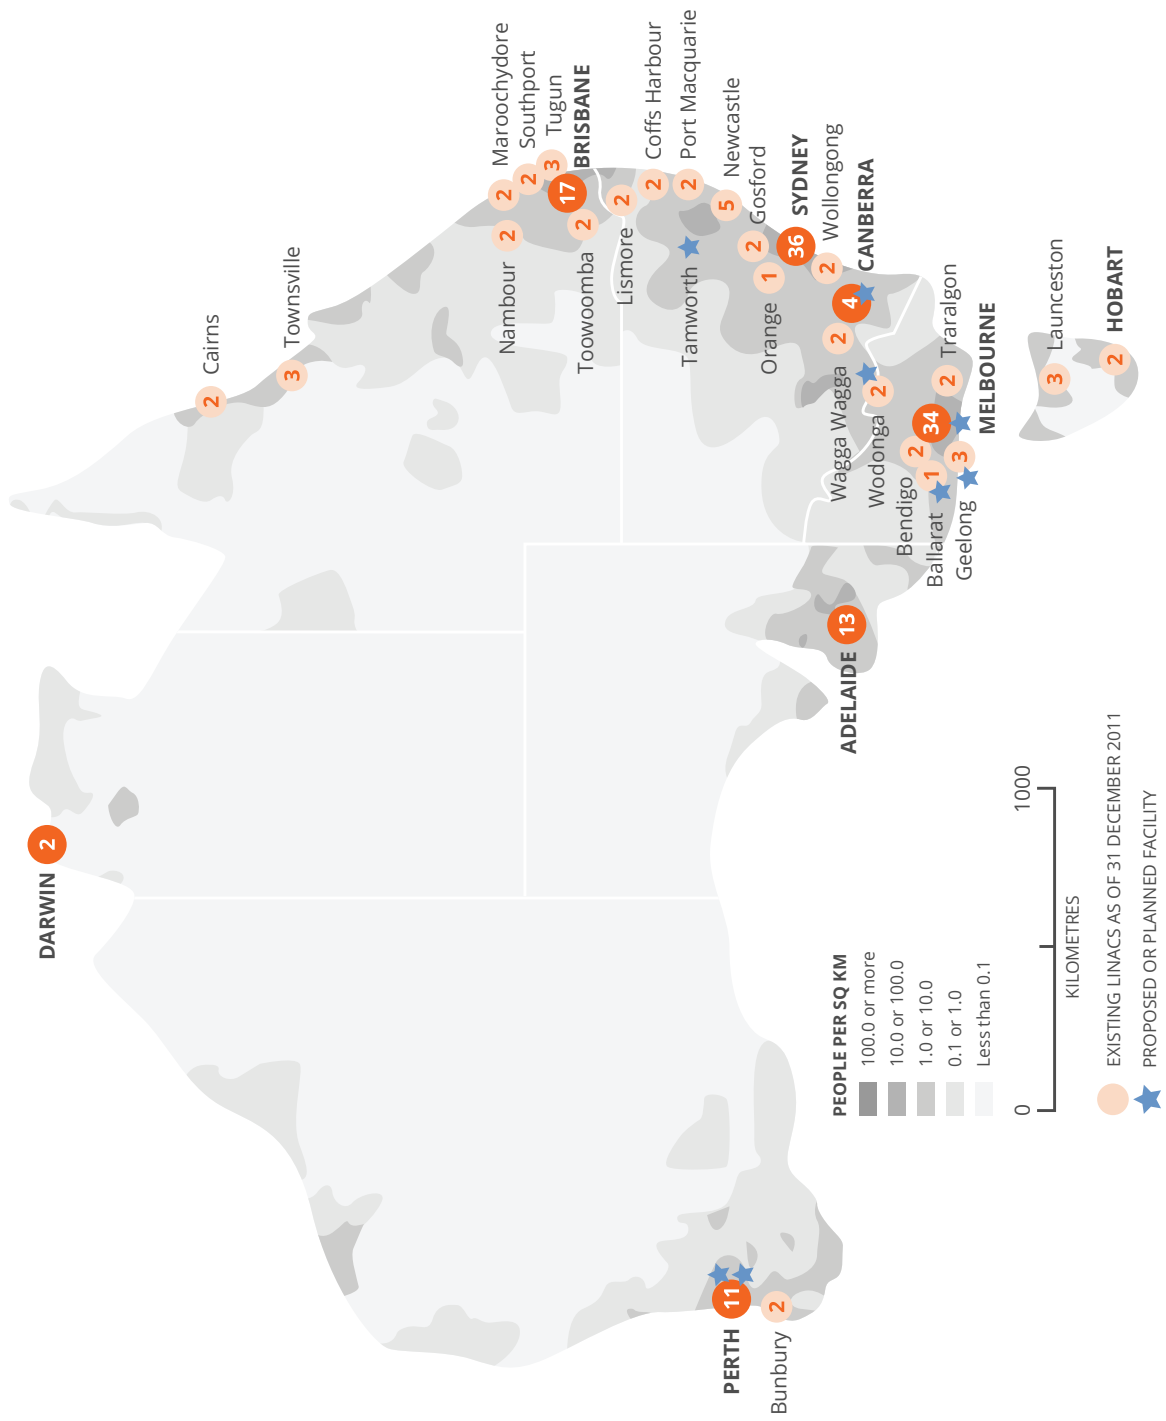 DARWIN
2
Cairns
2
Townsville
3
Maroochydore
2
Southport
2
Tugun
3
BRISBANE
17
Nambour
2
Toowoomba
2
Lismore
2
Coffs Harbour
2
Port Macquarie
2
Tamworth
Newcastle
5
Gosford
2
Orange
1
SYDNEY
36
Wollongong
2
CANBERRA
4
Wagga Wagga
2
Wodonga
2
Traralgon
2
MELBOURNE
34
Bendigo
2
Ballarat
1
Geelong
3
Launceston
3
HOBART
2
ADELAIDE
13
PERTH
11
Bunbury
2
PEOPLE PER SQ KM
100.0 or more
10.0 or 100.0
1.0 or 10.0
0.1 or 1.0
Less than 0.1
0
1000
KILOMETRES
EXISTING LINACS AS OF 31 DECEMBER 2011
PROPOSED OR PLANNED FACILITY